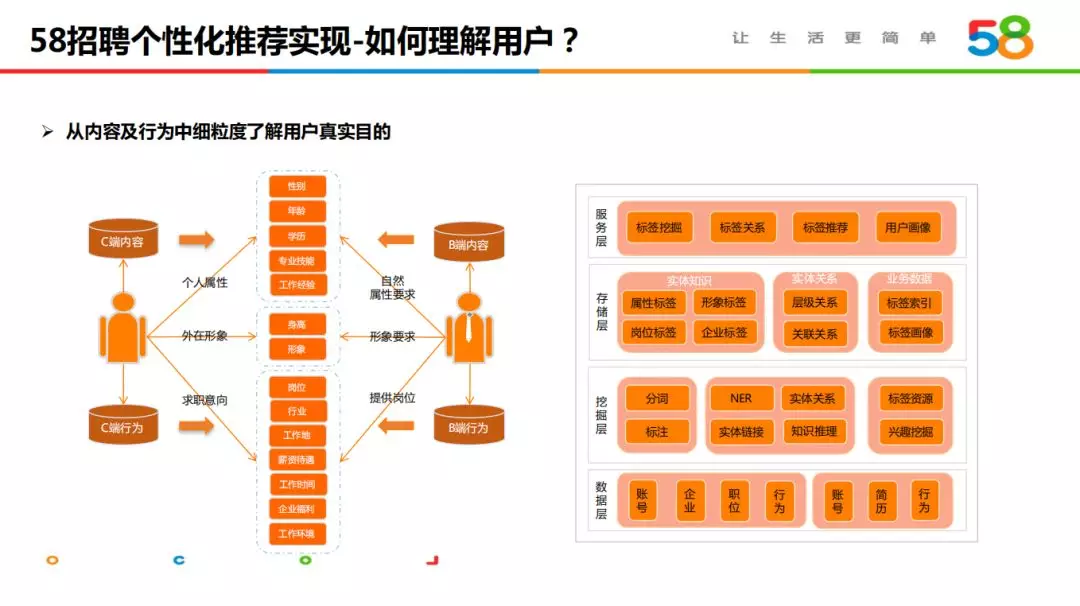 58招聘个性化推荐实现-如何理解用户？
让生活更简单
58
从内容及行为中细粒度了解用户真实目的
C端内容
C端行为
个人属性
外在形象
求职意向
性别
年龄
学历
专业技能
工作经验
身高
形象
岗位
行业
工作地
薪资待遇
工作时间
企业福利
工作环境
B端内容
B端行为
自然
属性要求
形象要求
提供岗位
服务层
标签挖掘
标签关系
标签推荐
用户画像
存储层
实体知识
属性标签
形象标签
岗位标签
企业标签
实体关系
层级关系
关联关系
业务数据
标签索引
标签画像
挖掘层
分词
标注
NER
实体关系
实体链接
知识推理
标签资源
兴趣挖掘
数据层
账号
企业
职位
行为
账号
简历
行为